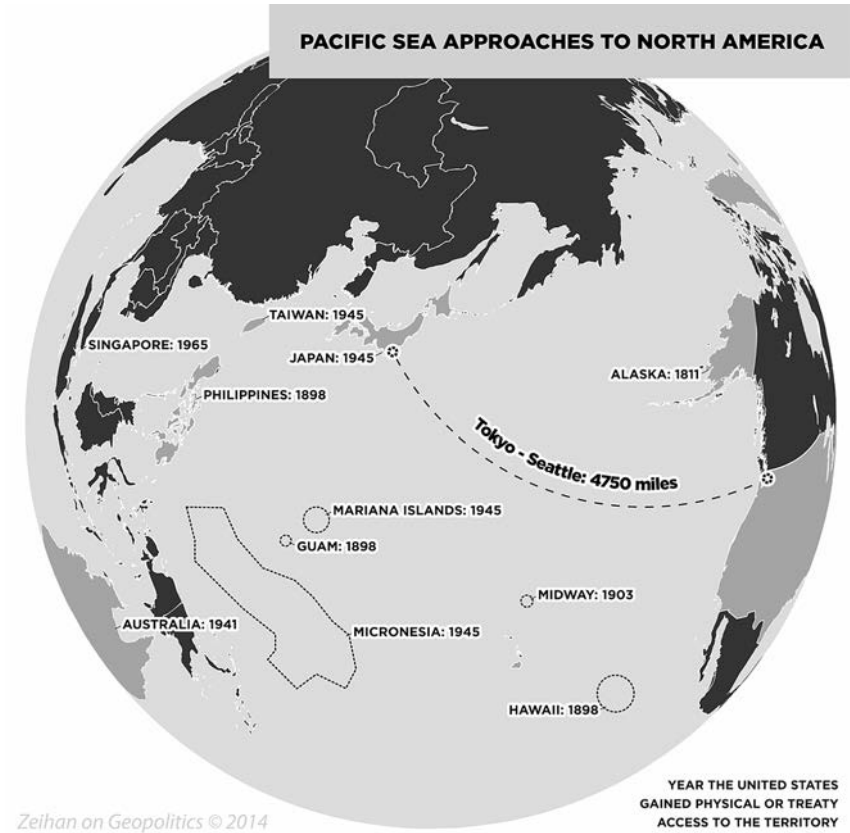 PACIFIC SEA APPROACHES TO NORTH AMERICA
TAIWAN: 1945
SINGAPORE: 1965
JAPAN: 1945
ALASKA: 1811
PHILIPPINES: 1898
Tokyo - Seattle: 4750 miles
MARIANA ISLANDS: 1945
GUAM: 1898
MIDWAY: 1903
AUSTRALIA: 1941
MICRONESIA: 1945
HAWAII: 1898
YEAR THE UNITED STATES
GAINED PHYSICAL OR TREATY
ACCESS TO THE TERRITORY
Zeihan on Geopolitics © 2014